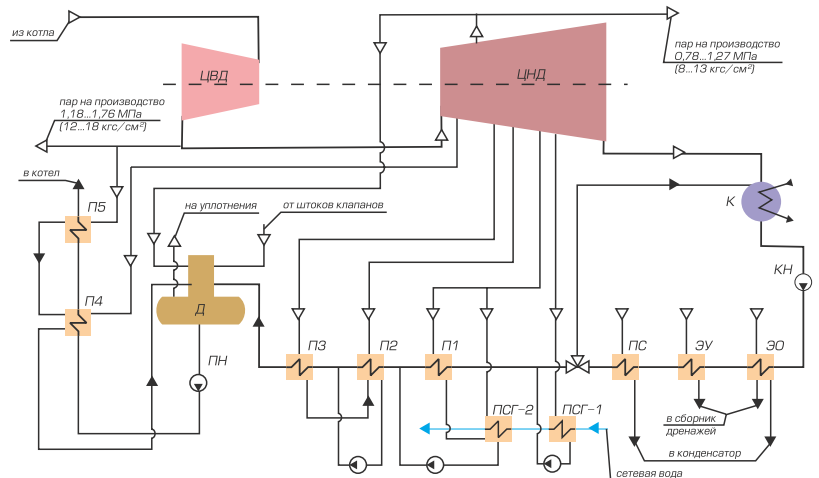 из котла
ЦВД
ЦНД
пар на производство
0,78...1,27 МПа
(8...13 кгс/см²)
пар на производство
1,18...1,76 МПа
(12...18 кгс/см²)
в котел
П5
на уплотнения
от штоков клапанов
К
КН
П4
Д
ПН
П3
П2
П1
ПС
ЭУ
ЭО
ПСГ-2
ПСГ-1
в сборник
дренажей
в конденсатор
сетевая вода